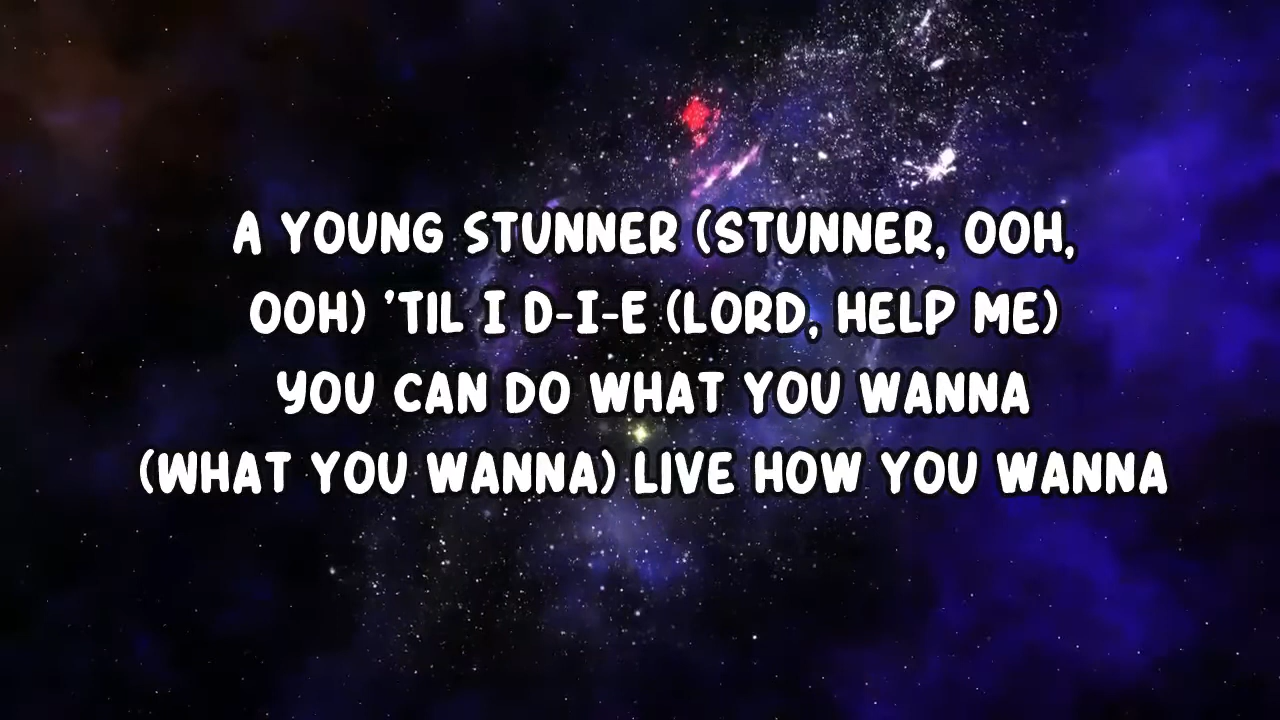 A YOUNG STUNNER (STUNNER, OOH,
OOH) 'TIL I D-I-E (LORD, HELP ME)
YOU CAN DO WHAT YOU WANNA
(WHAT YOU WANNA) LIVE HOW YOU WANNA